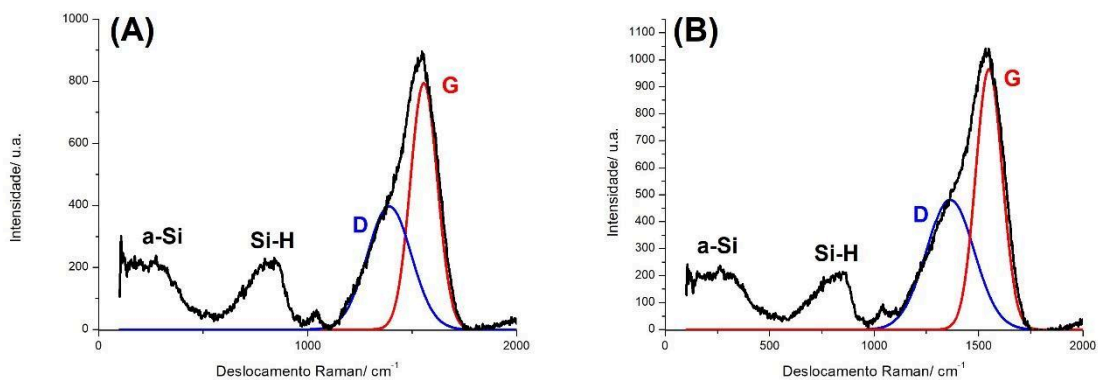 (A)
1000
800
600
400
200
0
Intensidade/ u.a.
a-Si
Si-H
D
G
0
1000
2000
Deslocamento Raman/ cm-1
(B)
1100
1000
900
800
700
600
500
400
300
200
100
0
Intensidade/ u.a.
a-Si
Si-H
D
G
0
500
1000
1500
2000
Deslocamento Raman/ cm-1